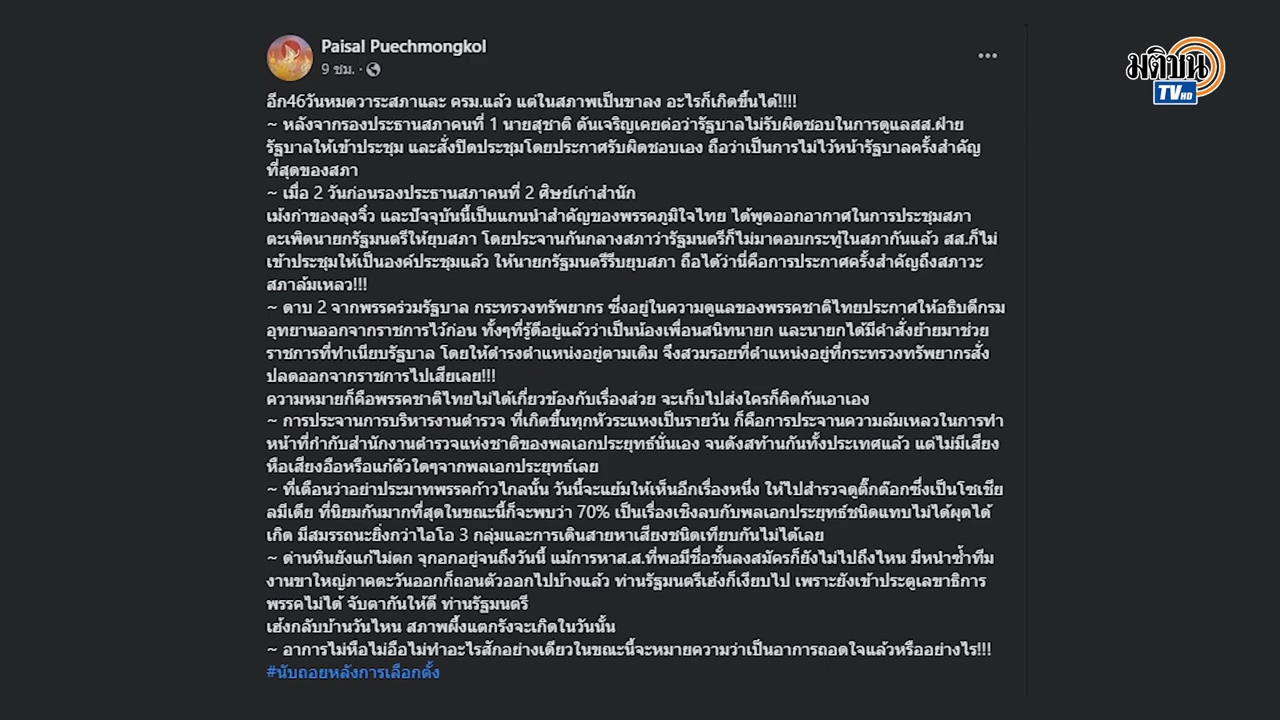 Paisal Puechmongkol
9 ชม. ·
มติชน
TV HD
อีก46วันหมดวาระสภาและ ครม.แล้ว แต่ในสภาพเป็นขาลง อะไรก็เกิดขึ้นได้!!!!
~ หลังจากรองประธานสภาคนที่ 1 นายสุชาติ ตันเจริญเคยต่อว่ารัฐบาลไม่รับผิดชอบในการดูแลสส.ฝ่าย
รัฐบาลให้เข้าประชุม และสั่งปิดประชุมโดยประกาศรับผิดชอบเอง ถือว่าเป็นการไม่ไว้หน้ารัฐบาลครั้งสำคัญ
ที่สุดของสภา
~ เมื่อ 2 วันก่อนรองประธานสภาคนที่ 2 ศิษย์เก่าสำนัก
เม้งก่าของลุงจิ๋ว และปัจจุบันนี้เป็นแกนนำสำคัญของพรรคภูมิใจไทย ได้พูดออกอากาศในการประชุมสภา
ตะเพิดนายกรัฐมนตรีให้ยุบสภา โดยประจานกันกลางสภาว่ารัฐมนตรีก็ไม่มาตอบกระทู้ในสภากันแล้ว สส.ก็ไม่
เข้าประชุมให้เป็นองค์ประชุมแล้ว ให้นายกรัฐมนตรีรีบยุบสภา ถือได้ว่านี่คือการประกาศครั้งสำคัญถึงสภาวะ
สภาล้มเหลว!!!
~ ดาบ 2 จากพรรคร่วมรัฐบาล กระทรวงทรัพยากร ซึ่งอยู่ในความดูแลของพรรคชาติไทยประกาศให้อธิบดีกรม
อุทยานออกจากราชการไว้ก่อน ทั้งๆที่รู้ดีอยู่แล้วว่าเป็นน้องเพื่อนสนิทนายก และนายกได้มีคำสั่งย้ายมาช่วย
ราชการที่ทำเนียบรัฐบาล โดยให้ดำรงตำแหน่งอยู่ตามเดิม จึงสวมรอยที่ตำแหน่งอยู่ที่กระทรวงทรัพยากรสั่ง
ปลดออกจากราชการไปเสียเลย!!!
ความหมายก็คือพรรคชาติไทยไม่ได้เกี่ยวข้องกับเรื่องส่วย จะเก็บไปส่งใครก็คิดกันเอาเอง
~ การประจานการบริหารงานตำรวจ ที่เกิดขึ้นทุกหัวระแหงเป็นรายวัน ก็คือการประจานความล้มเหลวในการทำ
หน้าที่กำกับสำนักงานตำรวจแห่งชาติของพลเอกประยุทธ์นั่นเอง จนดังสท้านกันทั้งประเทศแล้ว แต่ไม่มีเสียง
หือเสียงอือหรือแก้ตัวใดๆจากพลเอกประยุทธ์เลย
~ ที่เตือนว่าอย่าประมาทพรรคก้าวไกลนั้น วันนี้จะแย้มให้เห็นอีกเรื่องหนึ่ง ให้ไปสำรวจดูติ๊กต๊อกซึ่งเป็นโซเชีย
ลมีเดีย ที่นิยมกันมากที่สุดในขณะนี้ก็จะพบว่า 70% เป็นเรื่องเชิงลบกับพลเอกประยุทธ์ชนิดแทบไม่ได้ผุดได้
เกิด มีสมรรถนะยิ่งกว่าไอโอ 3 กลุ่มและการเดินสายหาเสียงชนิดเทียบกันไม่ได้เลย
~ ด่านหินยังแก้ไม่ตก จุกอกอยู่จนถึงวันนี้ แม้การหาส.ส.ที่พอมีชื่อชั้นลงสมัครก็ยังไม่ไปถึงไหน มีหนำซ้ำทีม
งานขาใหญ่ภาคตะวันออกก็ถอนตัวออกไปบ้างแล้ว ท่านรัฐมนตรีเฮ้งก็เงียบไป เพราะยังเข้าประตูเลขาธิการ
พรรคไม่ได้ จับตากันให้ดี ท่านรัฐมนตรี
เฮ้งกลับบ้านวันไหน สภาพผึ้งแตกรังจะเกิดในวันนั้น
~ อาการไม่หือไม่อือไม่ทำอะไรสักอย่างเดียวในขณะนี้จะหมายความว่าเป็นอาการถอดใจแล้วหรืออย่างไร!!!
#นับถอยหลังการเลือกตั้ง